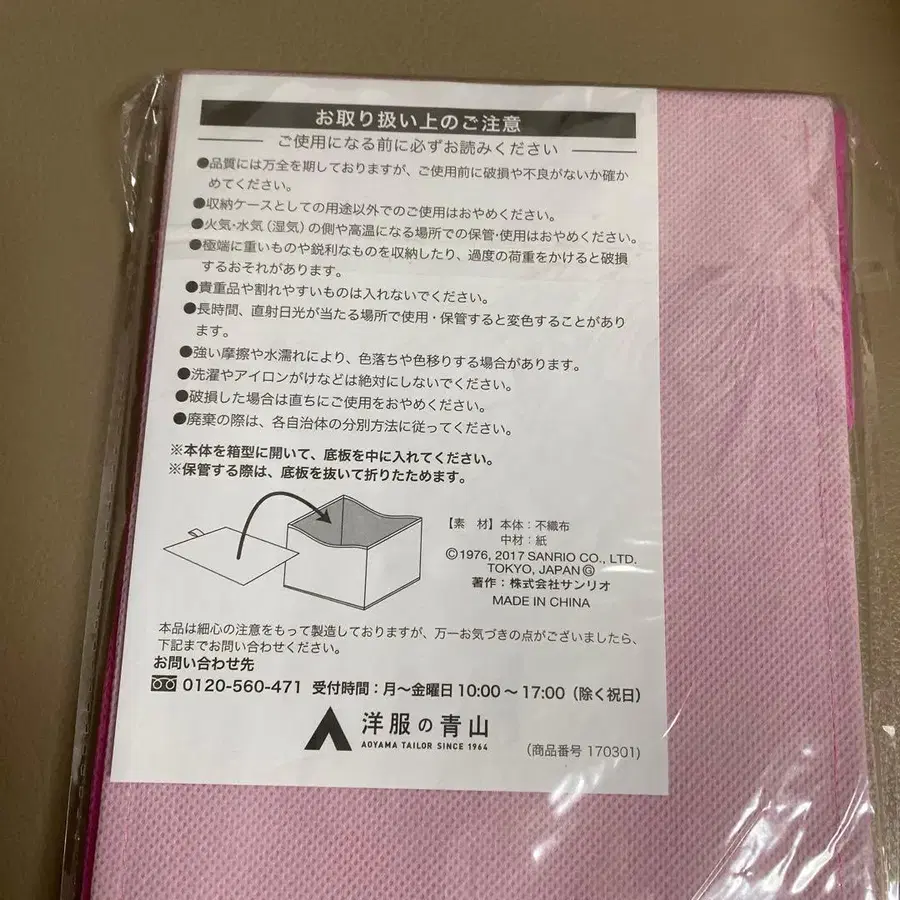 お取り扱い上のご注意
ご使用になる前に必ずお読みください
●品質には万全を期しておりますが、ご使用前に破損や不良がないか確か
めてください。
●収納ケースとしての用途以外でのご使用はおやめください。
●火気・水気（湿気）の側や高温になる場所での保管・使用はおやめください。
●極端に重いものや鋭利なものを収納したり、過度の荷重をかけると破損
するおそれがあります。
●貴重品や割れやすいものは入れないでください。
●長時間、直射日光が当たる場所で使用・保管すると変色することがあり
ます。
●強い摩擦や水濡れにより、色落ちや色移りする場合があります。
●洗濯やアイロンがけなどは絶対にしないでください。
●破損した場合は直ちにご使用をおやめください。
●廃棄の際は、各自治体の分別方法に従ってください。
※本体を箱型に開いて、底板を中に入れてください。
※保管する際は、底板を抜いて折りたためます。
【素　材】本体：不織布
中材：紙
©1976, 2017 SANRIO CO., LTD.
TOKYO, JAPAN Ⓖ
著作：株式会社サンリオ
MADE IN CHINA
本品は細心の注意をもって製造しておりますが、万一お気づきの点がございましたら、
下記までお問い合わせください。
お問い合わせ先
0120-560-471 受付時間：月〜金曜日 10:00 〜 17:00（除く祝日）
洋服の青山
AOYAMA TAILOR SINCE 1964
（商品番号 170301）